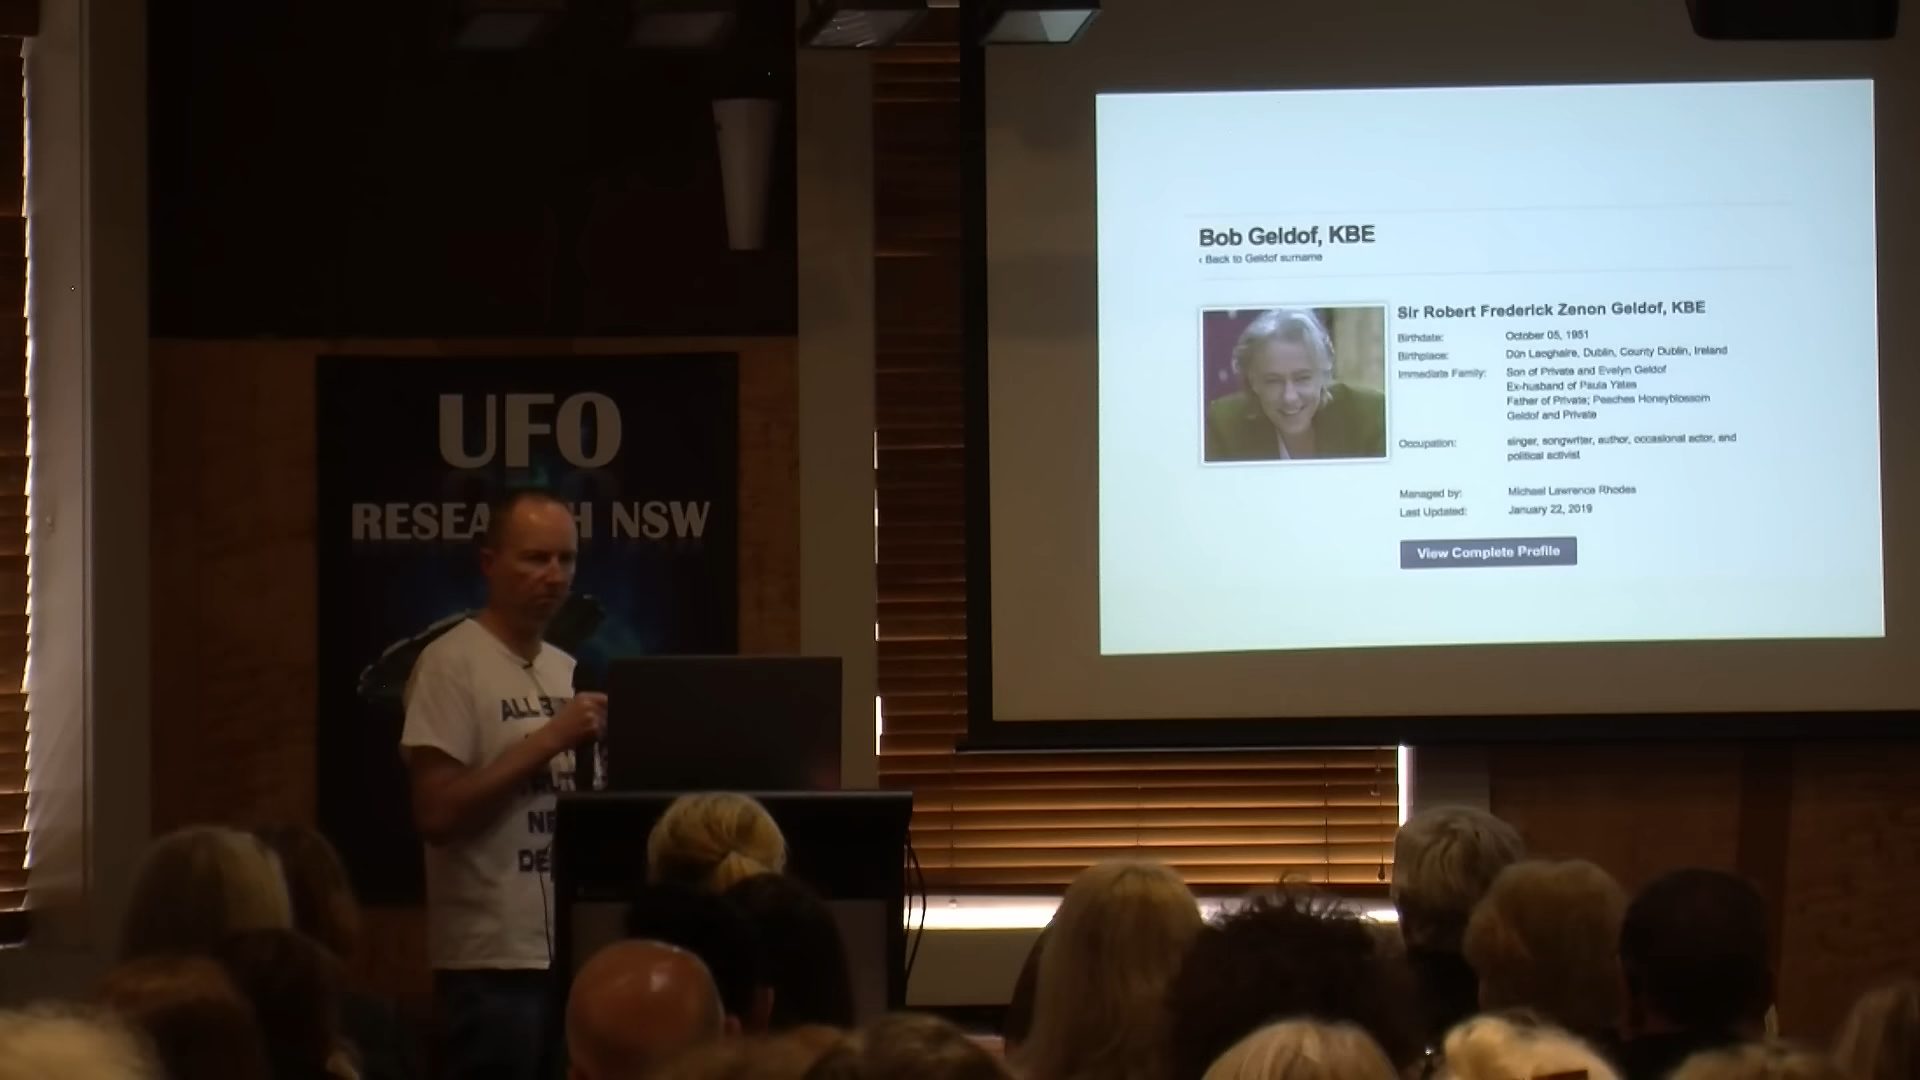 UFO
RESEA H NSW
ALL
NE
DE
Bob Geldof, KBE
‹ Back to Geldof surname
Sir Robert Frederick Zenon Geldof, KBE
Birthdate: October 05, 1951
Birthplace: Dún Laoghaire, Dublin, County Dublin, Ireland
Immediate Family: Son of Private and Evelyn Geldof
Ex-husband of Paula Yates
Father of Private; Peaches Honeyblossom
Geldof and Private
Occupation: singer, songwriter, author, occasional actor, and
political activist
Managed by: Michael Lawrence Rhodes
Last Updated: January 22, 2019
View Complete Profile